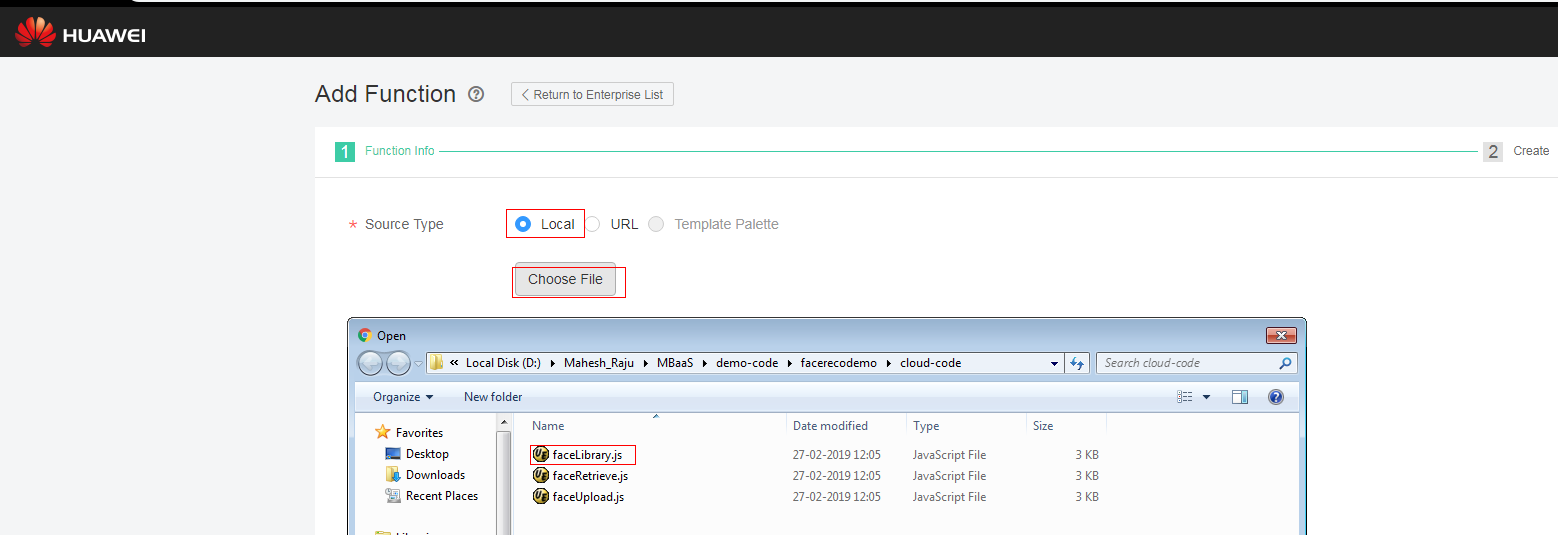 HUAWEI
Add Function ? < Return to Enterprise List
1 Function Info 2 Create
* Source Type Local URL Template Palette
Choose File
Open
« Local Disk (D:) Mahesh_Raju MBaaS demo-code facerecodemo cloud-code Search cloud-code
Organize New folder
Name Date modified Type Size
Favorites
faceLibrary.js 27-02-2019 12:05 JavaScript File 3 KB
Desktop
faceRetrieve.js 27-02-2019 12:05 JavaScript File 3 KB
Downloads
faceUpload.js 27-02-2019 12:05 JavaScript File 3 KB
Recent Places